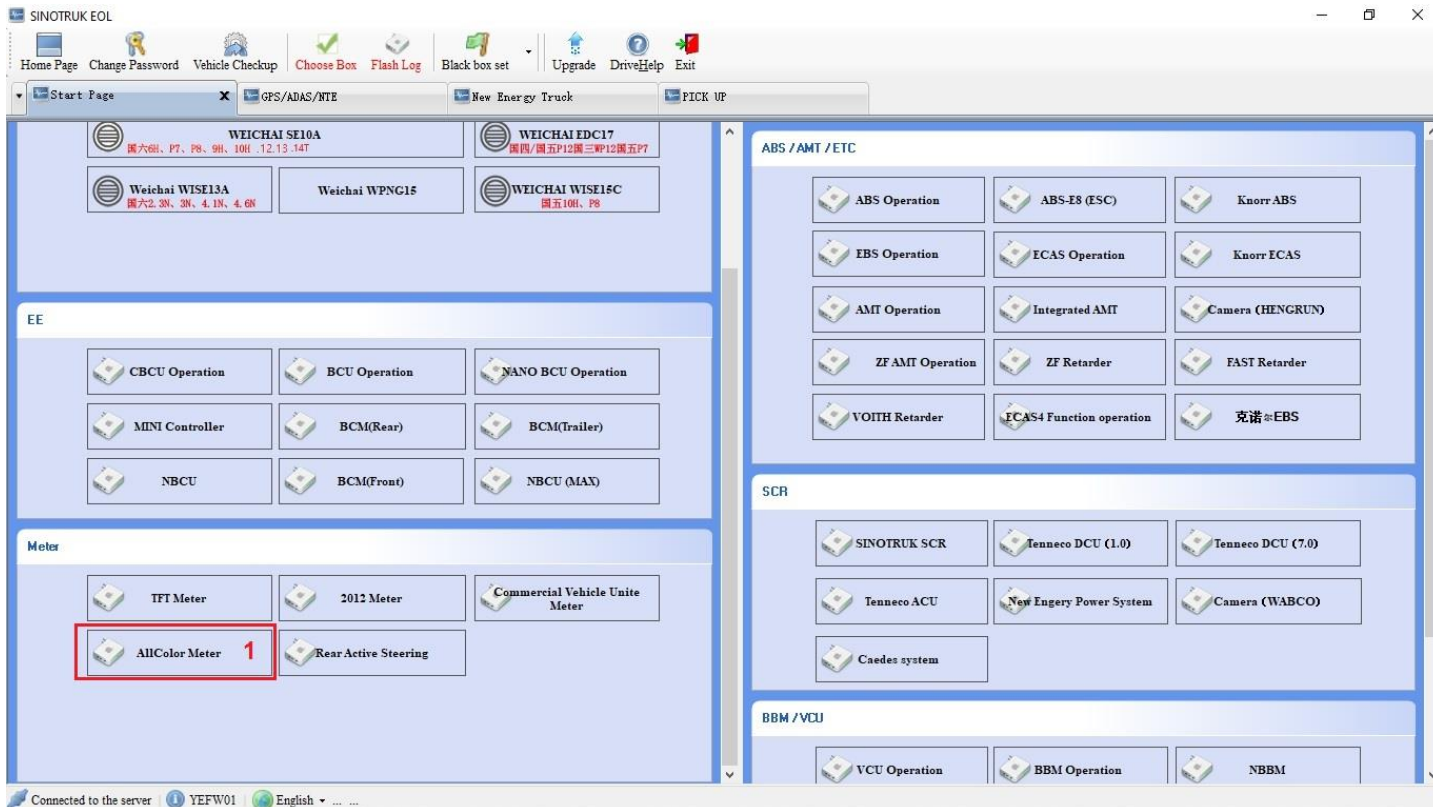 SINOTRUK EOL
Home Page Change Password Vehicle Checkup Choose Box Flash Log Black box set Upgrade DriveHelp Exit
Start Page X GPS/ADAS/NTE New Energy Truck PICK UP
WEICHAI SE10A
国六6H、P7、P8、9H、10H .12.13.14T
WEICHAI EDC17
国四/国五P12国三WP12国五P7
Weichai WISE13A
国六2.3N、3N、4.1N、4.6N
Weichai WPNG15
WEICHAI WISE15C
国五10H、P8
EE
CBCU Operation
BCU Operation
NANO BCU Operation
MINI Controller
BCM(Rear)
BCM(Trailer)
NBCU
BCM(Front)
NBCU (MAX)
Meter
TFT Meter
2012 Meter
Commercial Vehicle Unite
Meter
AllColor Meter 1
Rear Active Steering
ABS / AMT / ETC
ABS Operation
ABS-E8 (ESC)
Knorr ABS
EBS Operation
ECAS Operation
Knorr ECAS
AMT Operation
Integrated AMT
Camera (HENGRUN)
ZF AMT Operation
ZF Retarder
FAST Retarder
VOITH Retarder
ECAS4 Function operation
克诺尔EBS
SCR
SINOTRUK SCR
Tenneco DCU (1.0)
Tenneco DCU (7.0)
Tenneco ACU
New Engery Power System
Camera (WABCO)
Caedes system
BBM / VCU
VCU Operation
BBM Operation
NBBM
Connected to the server YEFW01 English ... ...